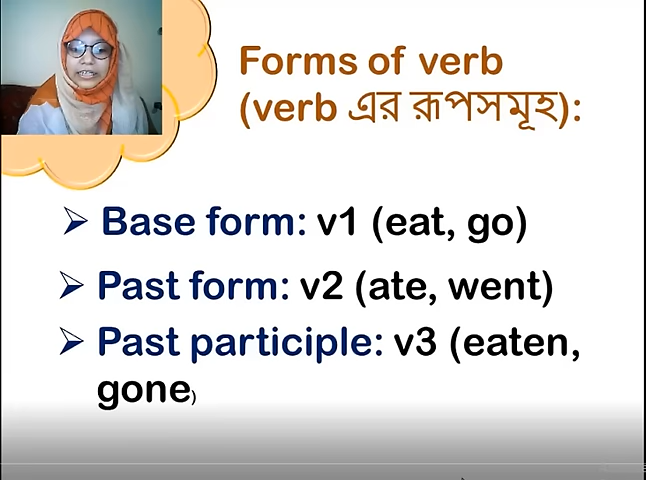 Forms of verb
(verb এর রূপসমূহ):
➢ Base form: v1 (eat, go)
➢ Past form: v2 (ate, went)
➢ Past participle: v3 (eaten,
gone)